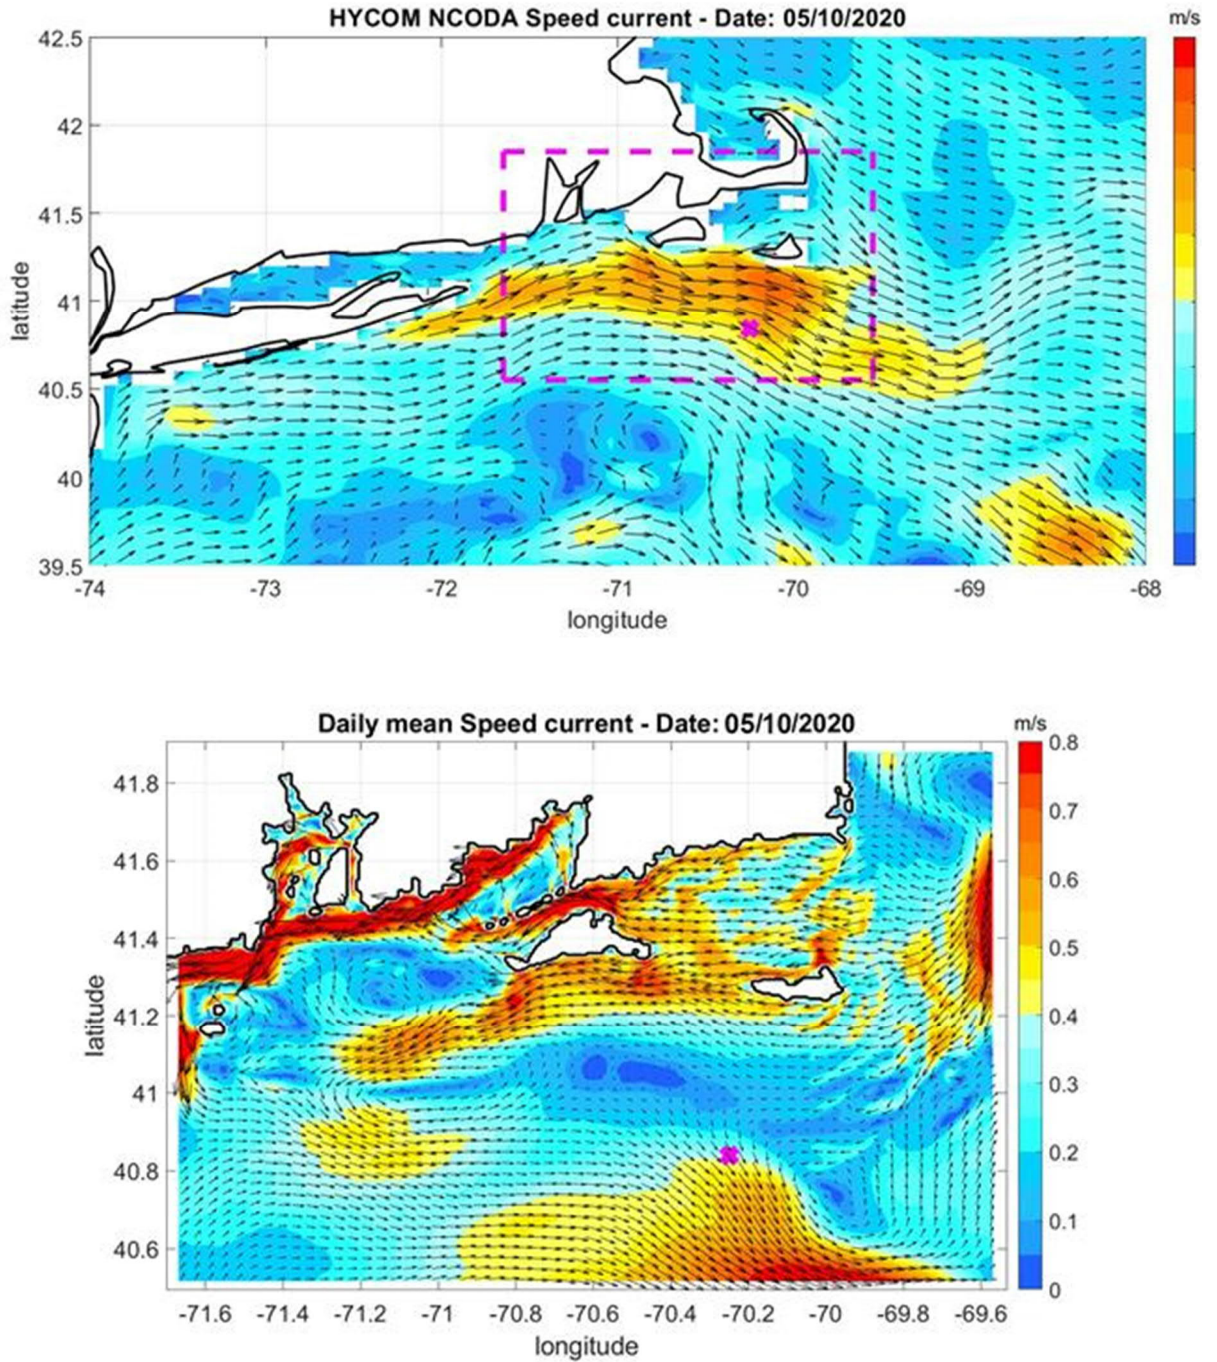 HYCOM NCODA Speed current - Date: 05/10/2020
m/s
42.5
42
41.5
41
40.5
40
39.5
latitude
-74 -73 -72 -71 -70 -69 -68
longitude
Daily mean Speed current - Date: 05/10/2020
m/s
41.8
41.6
41.4
41.2
41
40.8
40.6
latitude
0.8
0.7
0.6
0.5
0.4
0.3
0.2
0.1
0
-71.6 -71.4 -71.2 -71 -70.8 -70.6 -70.4 -70.2 -70 -69.8 -69.6
longitude